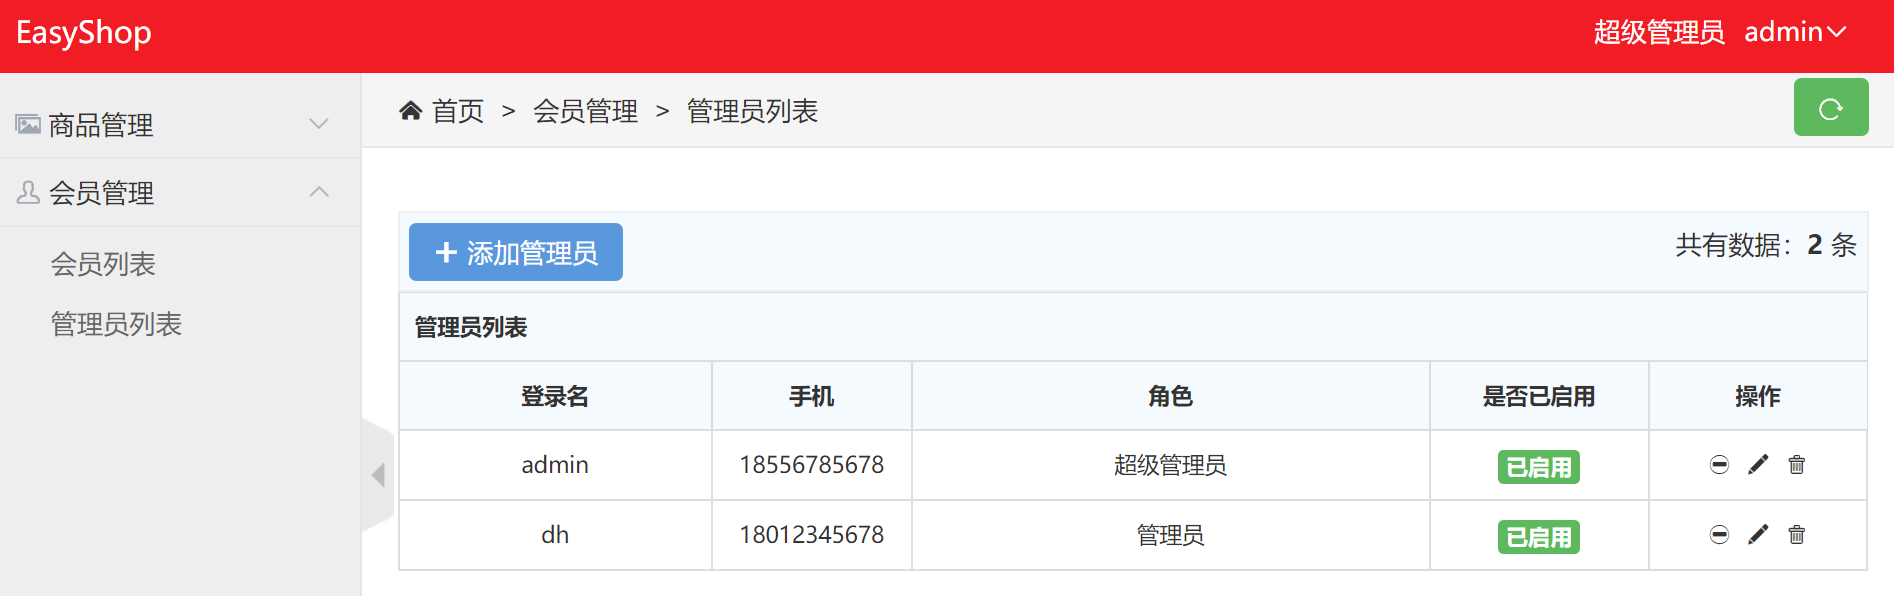 EasyShop
超级管理员 admin
商品管理
会员管理
会员列表
管理员列表
首页 > 会员管理 > 管理员列表
添加管理员
共有数据：2 条
管理员列表
登录名 手机 角色 是否已启用 操作
admin 18556785678 超级管理员 已启用
dh 18012345678 管理员 已启用